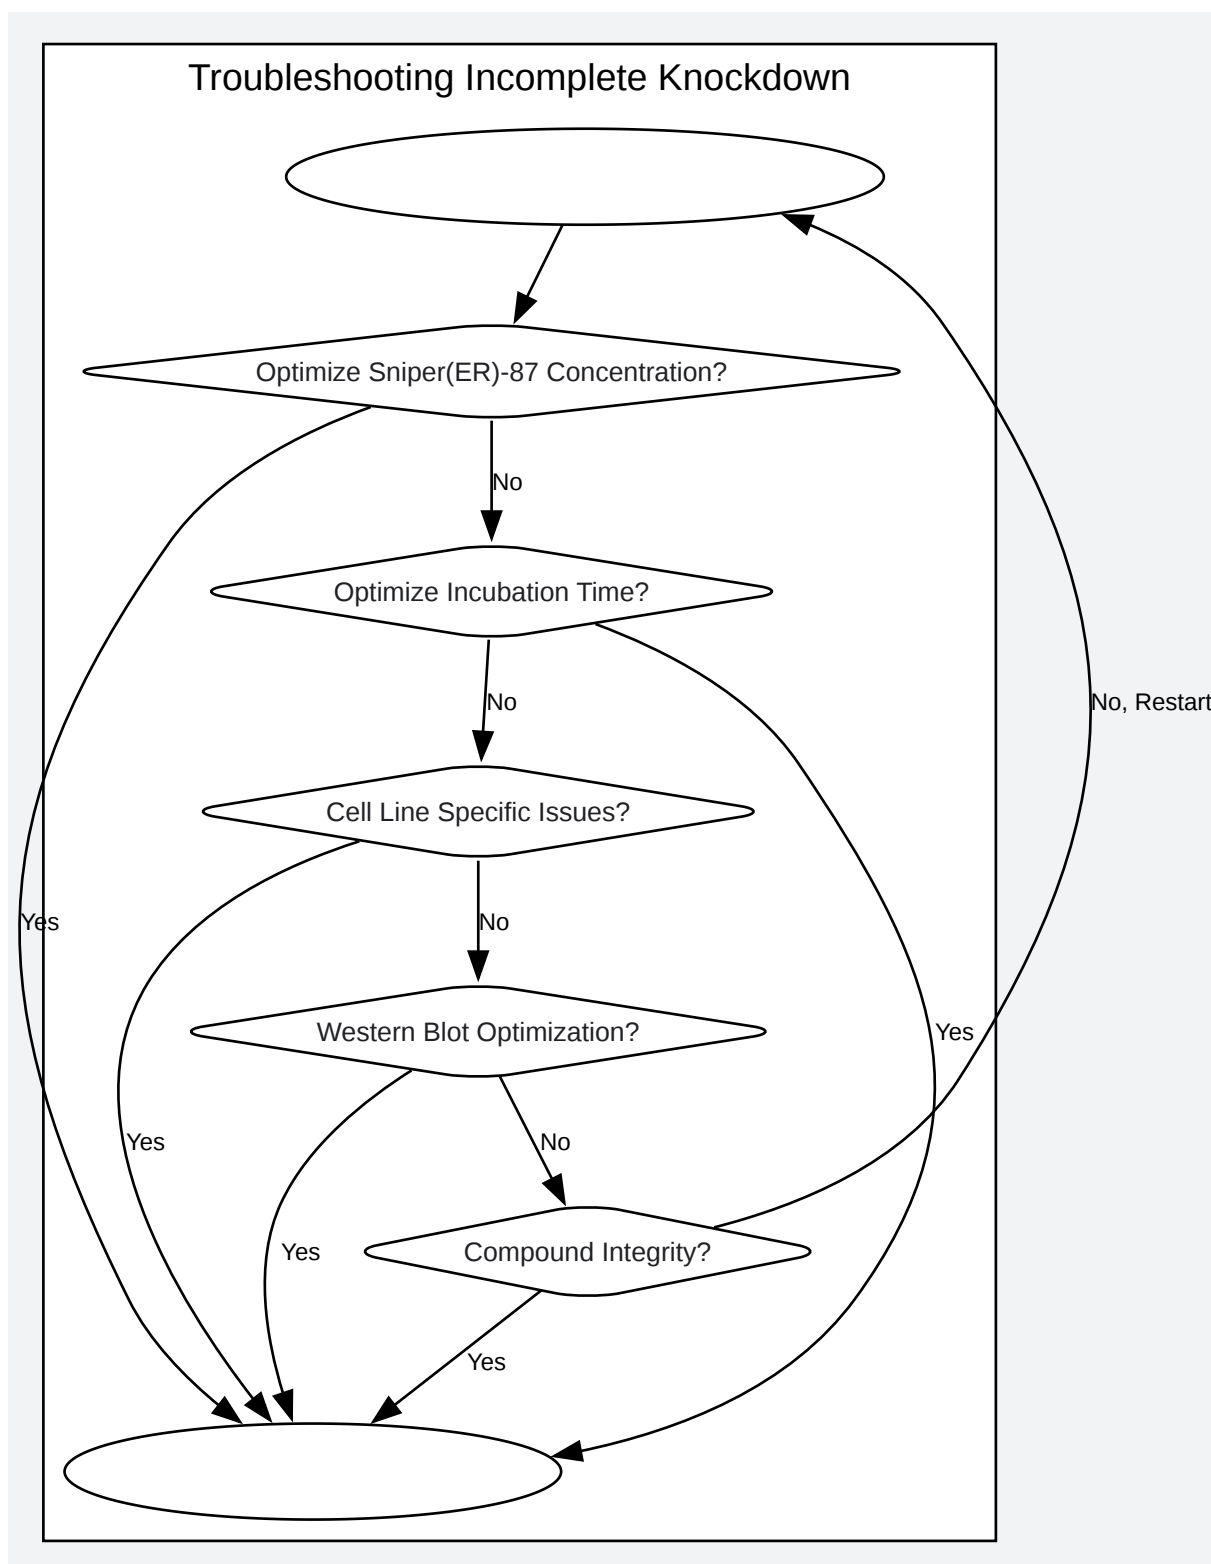 Troubleshooting Incomplete Knockdown
Optimize Sniper(ER)-87 Concentration?
No
Optimize Incubation Time?
No
No, Restart
Cell Line Specific Issues?
Yes
No
Western Blot Optimization?
Yes
Yes
No
Yes
Compound Integrity?
Yes